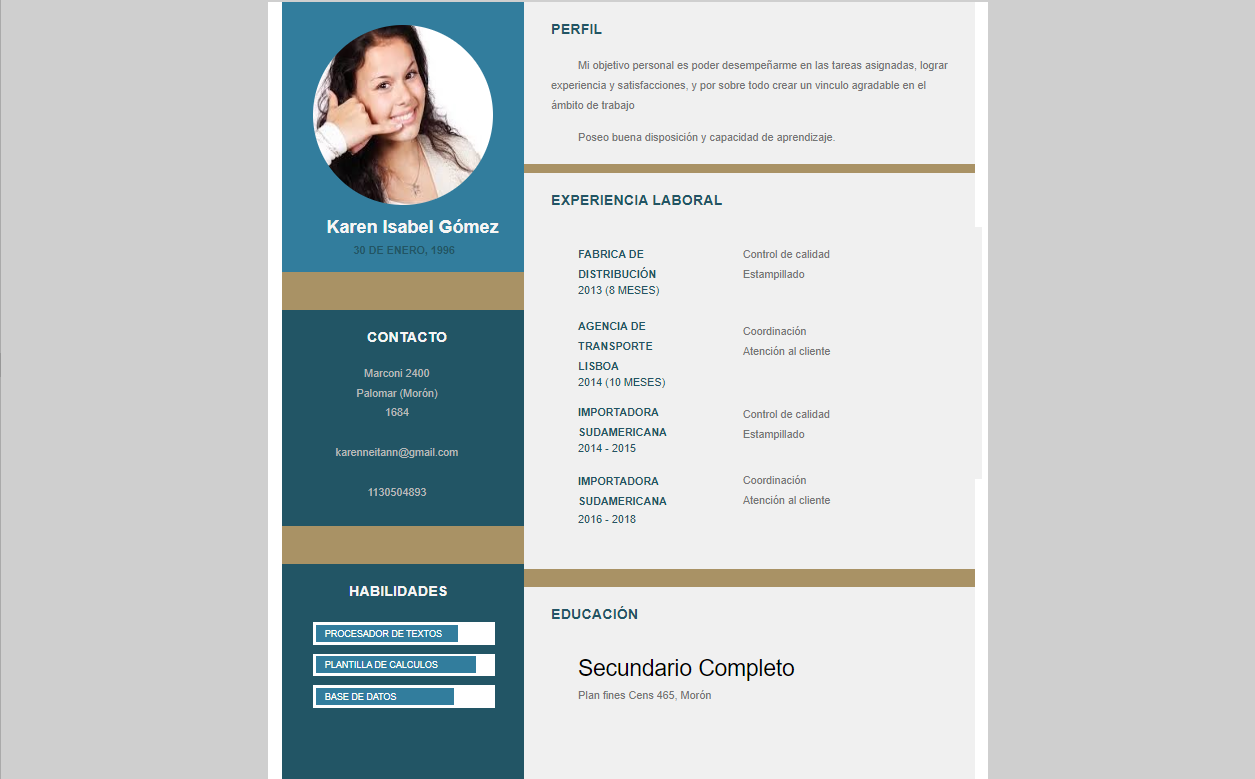 Karen Isabel Gómez
30 DE ENERO, 1996
CONTACTO
Marconi 2400
Palomar (Morón)
1684
karenneitann@gmail.com
1130504893
HABILIDADES
PROCESADOR DE TEXTOS
PLANTILLA DE CALCULOS
BASE DE DATOS
PERFIL
Mi objetivo personal es poder desempeñarme en las tareas asignadas, lograr
experiencia y satisfacciones, y por sobre todo crear un vinculo agradable en el
ámbito de trabajo
Poseo buena disposición y capacidad de aprendizaje.
EXPERIENCIA LABORAL
FABRICA DE
DISTRIBUCIÓN
2013 (8 MESES)
Control de calidad
Estampillado
AGENCIA DE
TRANSPORTE
LISBOA
2014 (10 MESES)
Coordinación
Atención al cliente
IMPORTADORA
SUDAMERICANA
2014 - 2015
Control de calidad
Estampillado
IMPORTADORA
SUDAMERICANA
2016 - 2018
Coordinación
Atención al cliente
EDUCACIÓN
Secundario Completo
Plan fines Cens 465, Morón